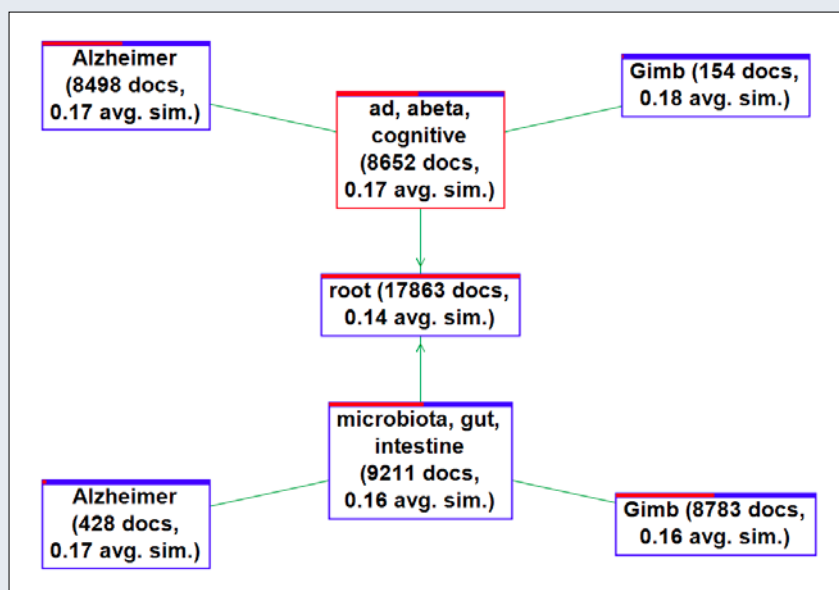 Alzheimer
(8498 docs,
0.17 avg. sim.)
ad, abeta,
cognitive
(8652 docs,
0.17 avg. sim.)
Gimb (154 docs,
0.18 avg. sim.)
root (17863 docs,
0.14 avg. sim.)
microbiota, gut,
intestine
(9211 docs,
0.16 avg. sim.)
Alzheimer
(428 docs,
0.17 avg. sim.)
Gimb (8783 docs,
0.16 avg. sim.)